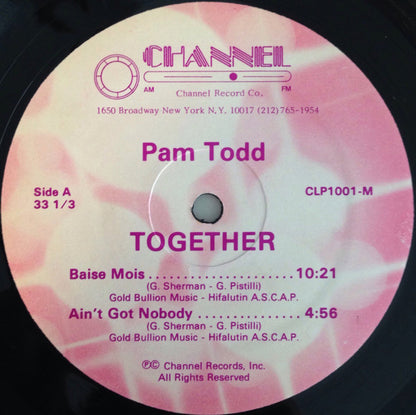 CHANNEL
AM FM
Channel Record Co.
1650 Broadway New York N.Y. 10017 (212) 765-1954
Pam Todd
Side A
33 1/3
CLP1001-M
TOGETHER
Baise Mois......................10:21
(G. Sherman - G. Pistilli)
Gold Bullion Music - Hifalutin A.S.C.A.P.
Ain't Got Nobody ............... 4:56
(G. Sherman - G. Pistilli)
Gold Bullion Music - Hifalutin A.S.C.A.P.
℗© Channel Records, Inc.
All Rights Reserved